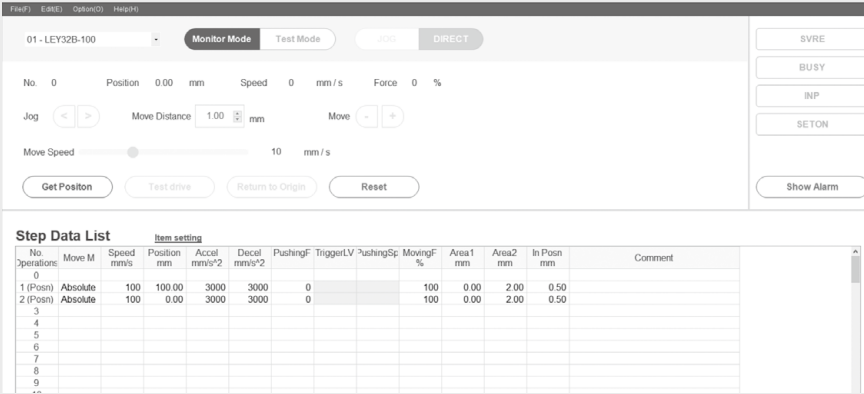 File(F) Edit(E) Option(O) Help(H)
01 - LEY32B-100 Monitor Mode Test Mode JOG DIRECT SVRE
BUSY
No. 0 Position 0.00 mm Speed 0 mm / s Force 0 %
INP
Jog < > Move Distance 1.00 mm Move - +
SETON
Move Speed 10 mm / s
Get Positon Test drive Return to Origin Reset Show Alarm
Step Data List Item setting
No. Move M Speed Position Accel Decel PushingF TriggerLV PushingSp MovingF Area1 Area2 In Posn Comment
Operations mm/s mm mm/s^2 mm/s^2 % mm mm mm
0
1 (Posn) Absolute 100 100.00 3000 3000 0 100 0.00 2.00 0.50
2 (Posn) Absolute 100 0.00 3000 3000 0 100 0.00 2.00 0.50
3
4
5
6
7
8
9
10